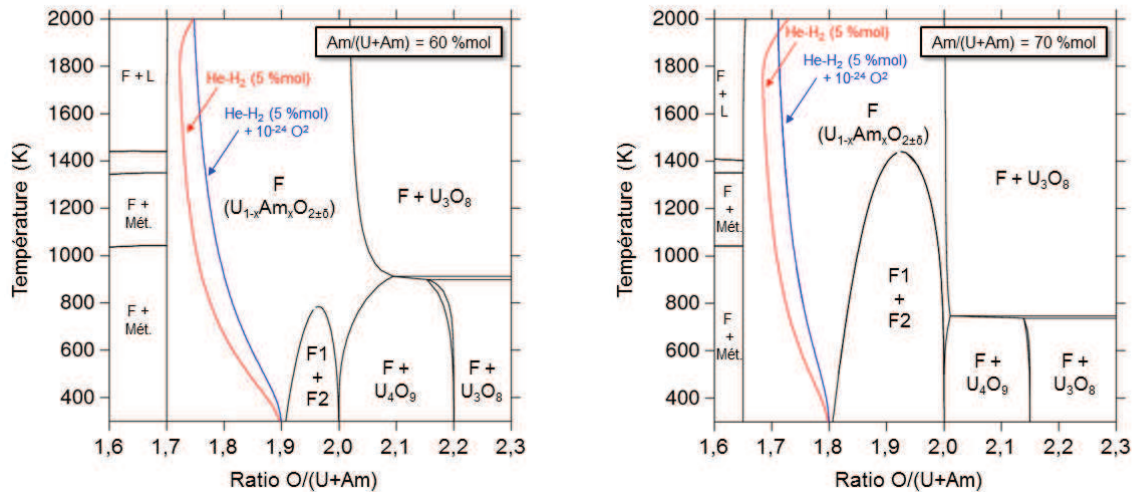 Am/(U+Am) = 60 %mol
He-H₂ (5 %mol)
He-H₂ (5 %mol)
+ 10⁻²⁴ O²
F + L
F +
Mét.
F +
Mét.
F
(U₁₋ₓAmₓO₂±δ)
F + U₃O₈
F1
+
F2
F +
U₄O₉
F +
U₃O₈
Température (K)
2000
1800
1600
1400
1200
1000
800
600
400
1,6
1,7
1,8
1,9
2,0
2,1
2,2
2,3
Ratio O/(U+Am)
Am/(U+Am) = 70 %mol
He-H₂ (5 %mol)
He-H₂ (5 %mol)
+ 10⁻²⁴ O²
F
+
L
F
+
Mét.
F
+
Mét.
F
(U₁₋ₓAmₓO₂±δ)
F + U₃O₈
F1
+
F2
F +
U₄O₉
F +
U₃O₈
Température (K)
2000
1800
1600
1400
1200
1000
800
600
400
1,6
1,7
1,8
1,9
2,0
2,1
2,2
2,3
Ratio O/(U+Am)